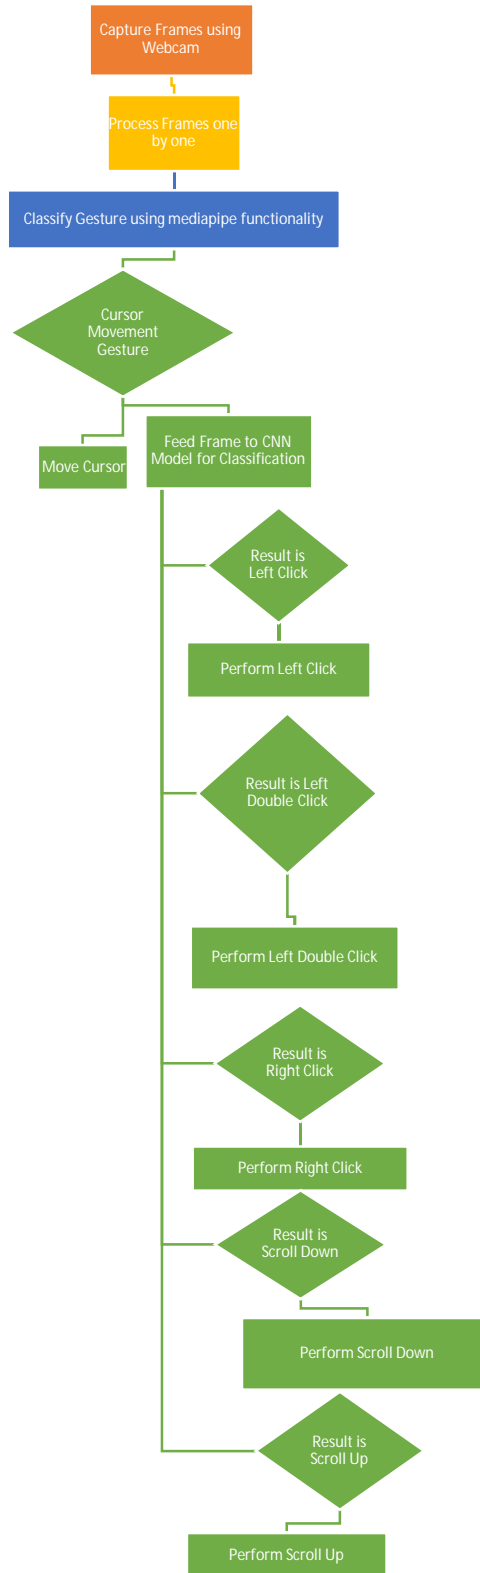 Capture Frames using
Webcam
Process Frames one
by one
Classify Gesture using mediapipe functionality
Cursor
Movement
Gesture
Move Cursor
Feed Frame to CNN
Model for Classification
Result is
Left Click
Perform Left Click
Result is Left
Double Click
Perform Left Double Click
Result is
Right Click
Perform Right Click
Result is
Scroll Down
Perform Scroll Down
Result is
Scroll Up
Perform Scroll Up